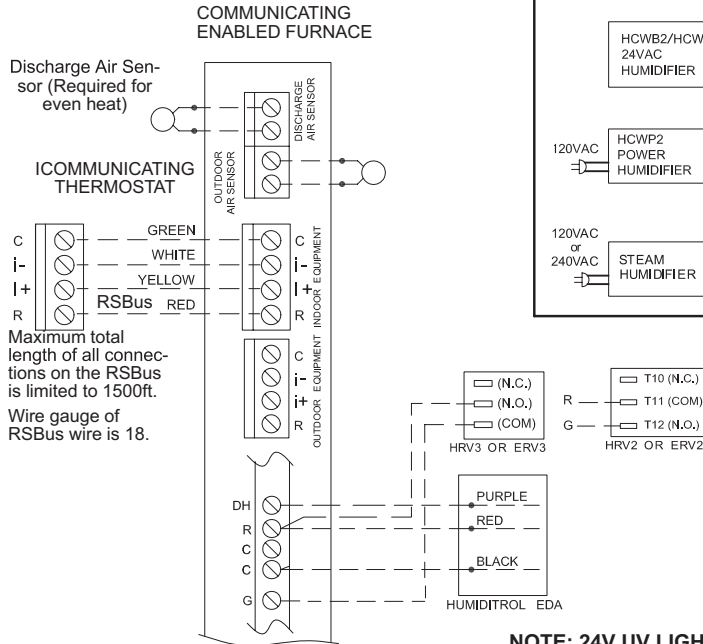 COMMUNICATING
ENABLED FURNACE
Discharge Air Sen-
sor (Required for
even heat)
DISCHARGE
AIR SENSOR
OUTDOOR
AIR SENSOR
ICOMMUNICATING
THERMOSTAT
C
i-
I+
R
GREEN
WHITE
YELLOW
RSBus RED
C
i-
I+
R
INDOOR EQUIPMENT
Maximum total
length of all connec-
tions on the RSBus
is limited to 1500ft.
Wire gauge of
RSBus wire is 18.
C
i-
i+
R
OUTDOOR EQUIPMENT
DH
R
C
C
G
(N.C.)
(N.O.)
(COM)
HRV3 OR ERV3
R
G
T10 (N.C.)
T11 (COM)
T12 (N.O.)
HRV2 OR ERV2
PURPLE
RED
BLACK
HUMIDITROL EDA
HCWB2/HCW
24VAC
HUMIDIFIER
120VAC
HCWP2
POWER
HUMIDIFIER
120VAC
or
240VAC
STEAM
HUMIDIFIER
NOTE: 24V UV LIGH